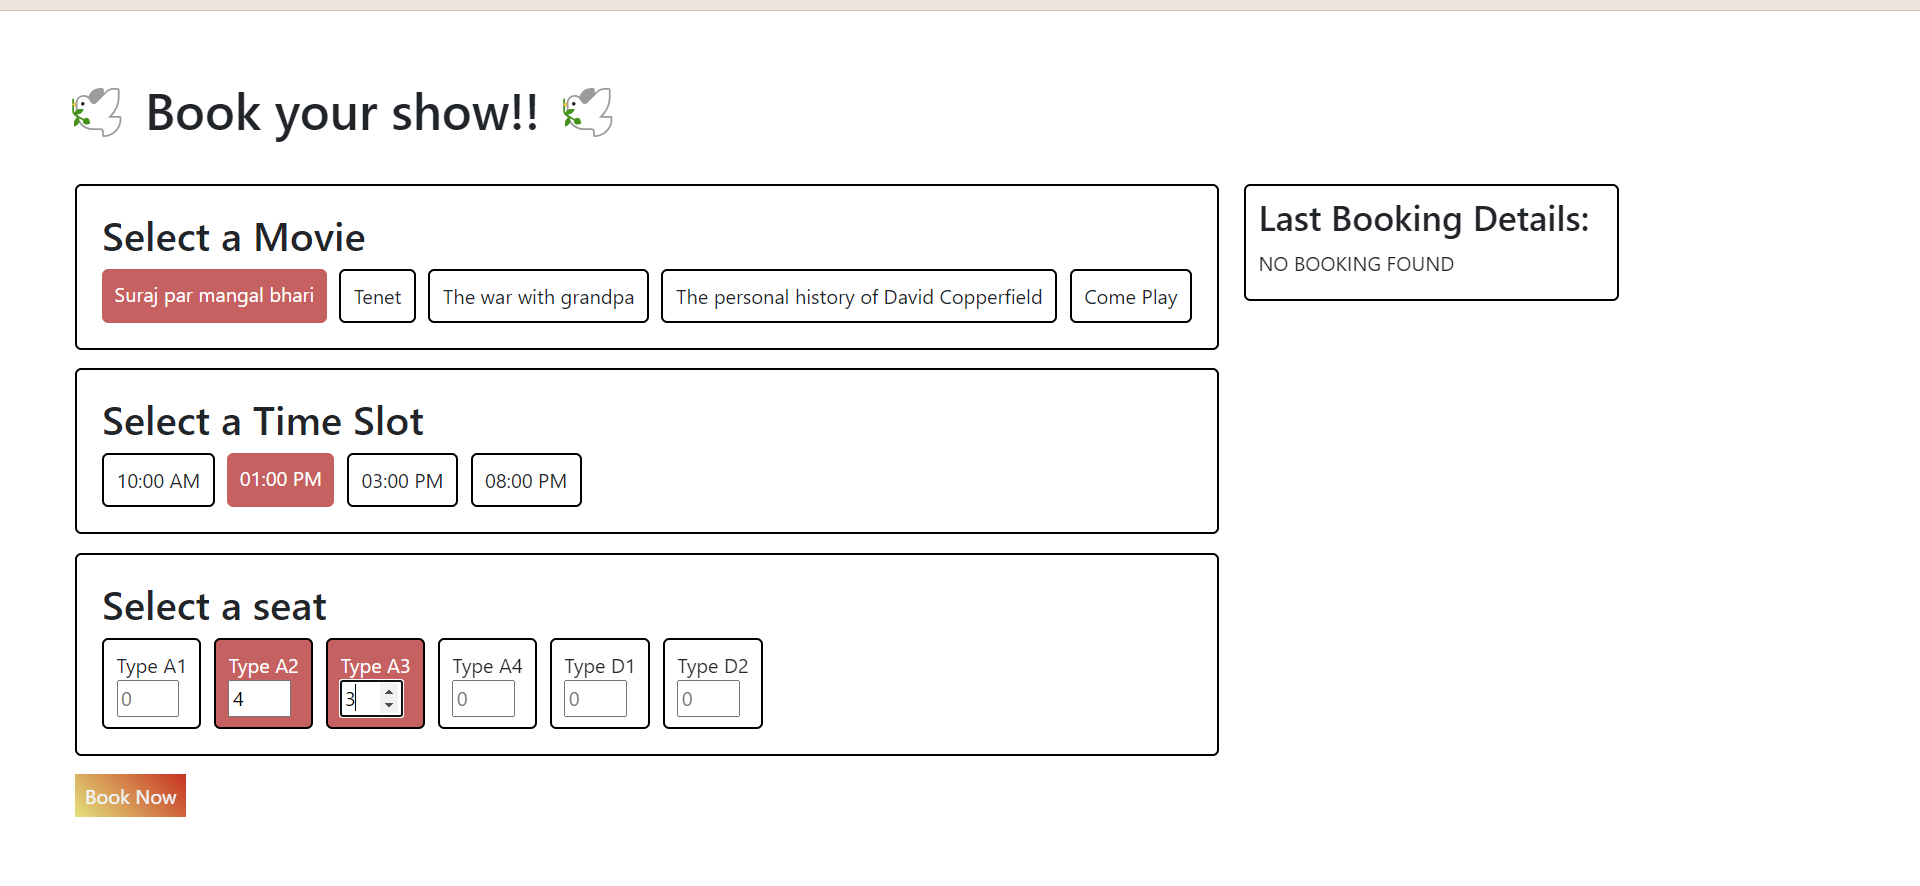 Book your show!!
Select a Movie
Suraj par mangal bhari
Tenet
The war with grandpa
The personal history of David Copperfield
Come Play
Select a Time Slot
10:00 AM
01:00 PM
03:00 PM
08:00 PM
Select a seat
Type A1
0
Type A2
4
Type A3
3
Type A4
0
Type D1
0
Type D2
0
Book Now
Last Booking Details:
NO BOOKING FOUND